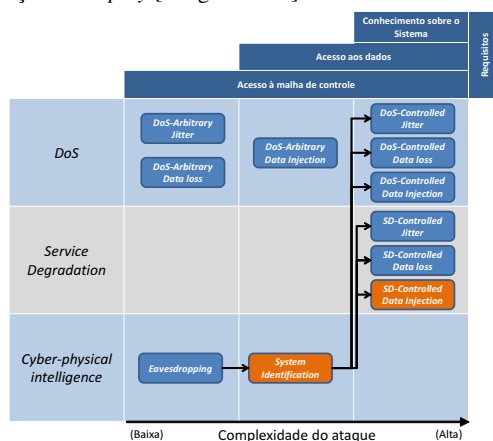 Conhecimento sobre o
Sistema
Acesso aos dados
Acesso à malha de controle
Requisitos
DoS
DoS-Arbitrary
Jitter
DoS-Arbitrary
Data loss
DoS-Arbitrary
Data Injection
DoS-Controlled
Jitter
DoS-Controlled
Data loss
DoS-Controlled
Data Injection
Service
Degradation
SD-Controlled
Jitter
SD-Controlled
Data loss
SD-Controlled
Data Injection
Cyber-physical
intelligence
Eavesdropping
System
Identification
(Baixa) Complexidade do ataque (Alta)